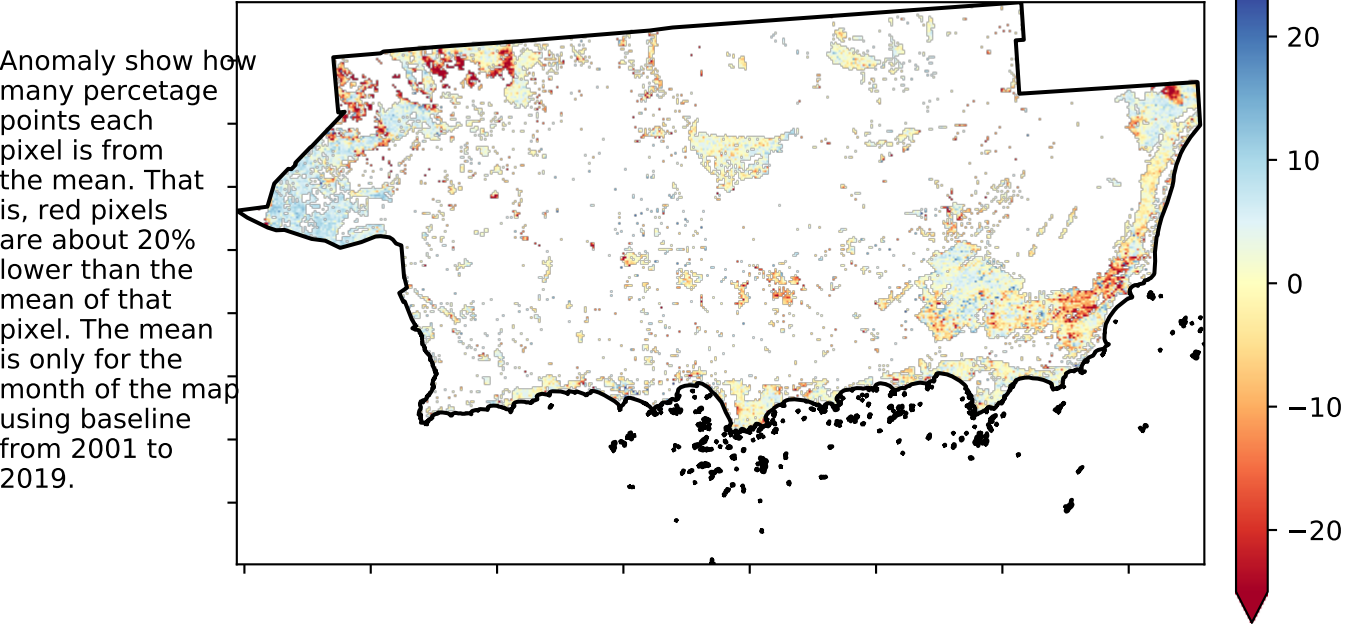 Anomaly show how
many percetage
points each
pixel is from
the mean. That
is, red pixels
are about 20%
lower than the
mean of that
pixel. The mean
is only for the
month of the map
using baseline
from 2001 to
2019.
20
10
0
−10
−20